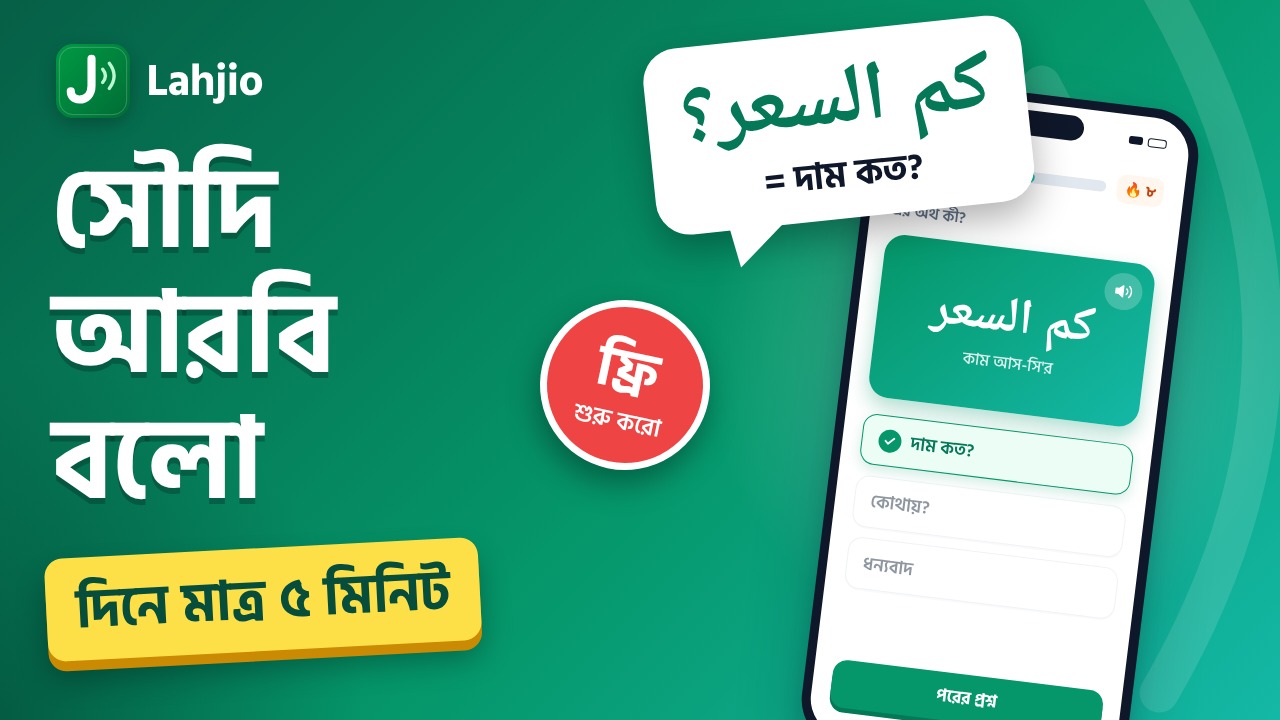 Lahjio
সৌদি
আরবি
বলো
দিনে মাত্র ৫ মিনিট
ফ্রি
শুরু করো
كم السعر؟
= দাম কত?
🔥 ৮
অর্থ কী?
كم السعر
কাম আস-সি'র
দাম কত?
কোথায়?
ধন্যবাদ
পরের প্রশ্ন